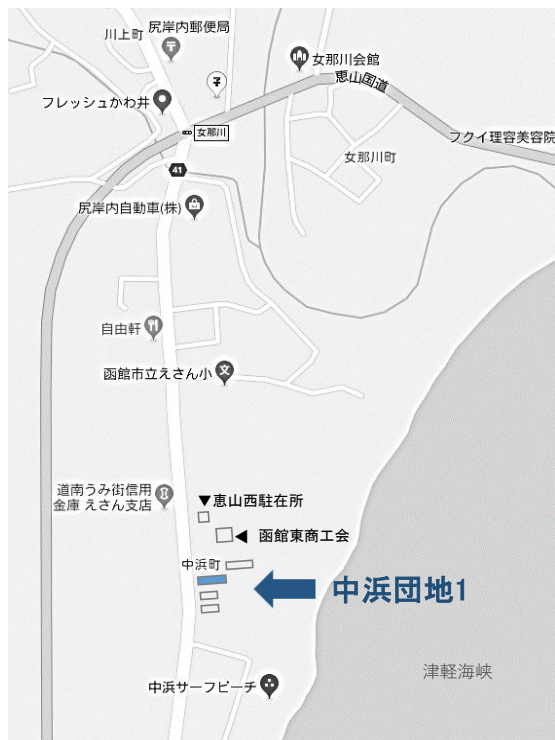 尻岸内郵便局
川上町
女那川会館
恵山国道
フレッシュかわ井
女那川
フクイ理容美容院
女那川町
41
尻岸内自動車(株)
自由軒
函館市立えさん小
文
道南うみ街信用
金庫 えさん支店
▼恵山西駐在所
◀ 函館東商工会
中浜町
中浜団地1
津軽海峡
中浜サーフビーチ